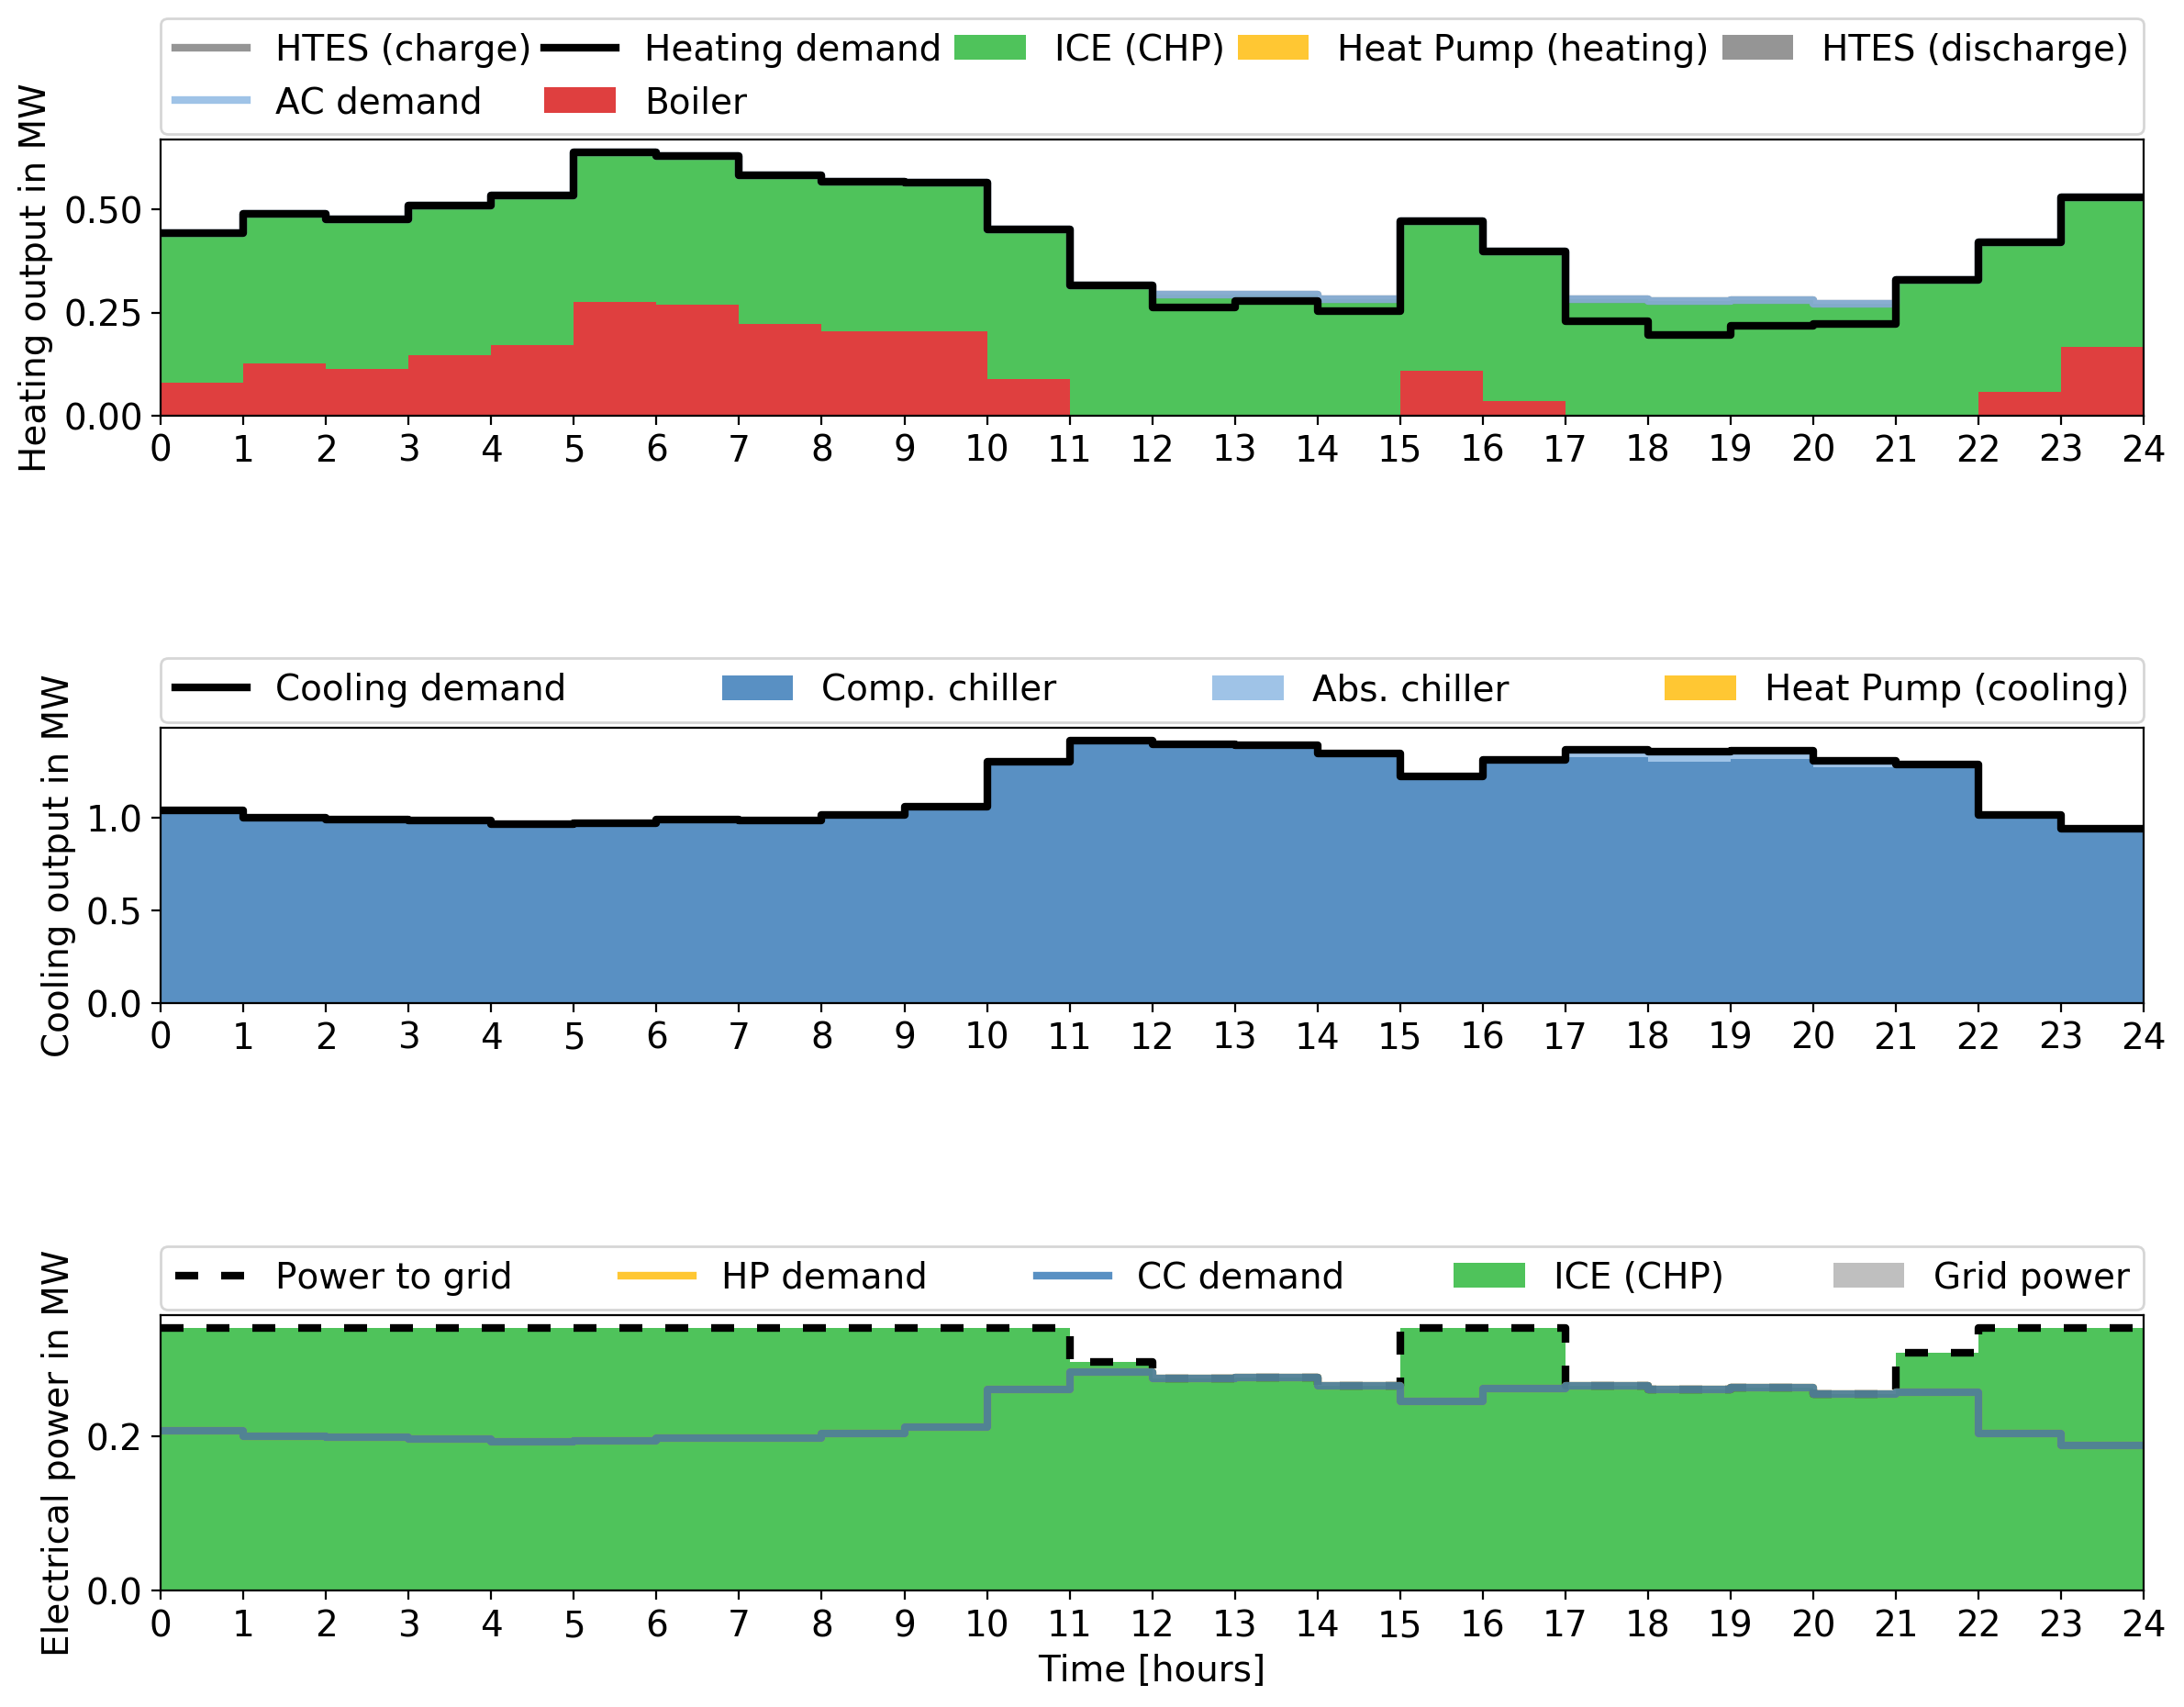 HTES (charge) Heating demand ICE (CHP) Heat Pump (heating) HTES (discharge)
AC demand Boiler
Heating output in MW
0.50
0.25
0.00
0 1 2 3 4 5 6 7 8 9 10 11 12 13 14 15 16 17 18 19 20 21 22 23 24
Cooling demand Comp. chiller Abs. chiller Heat Pump (cooling)
Cooling output in MW
1.0
0.5
0.0
0 1 2 3 4 5 6 7 8 9 10 11 12 13 14 15 16 17 18 19 20 21 22 23 24
Power to grid HP demand CC demand ICE (CHP) Grid power
Electrical power in MW
0.2
0.0
0 1 2 3 4 5 6 7 8 9 10 11 12 13 14 15 16 17 18 19 20 21 22 23 24
Time [hours]